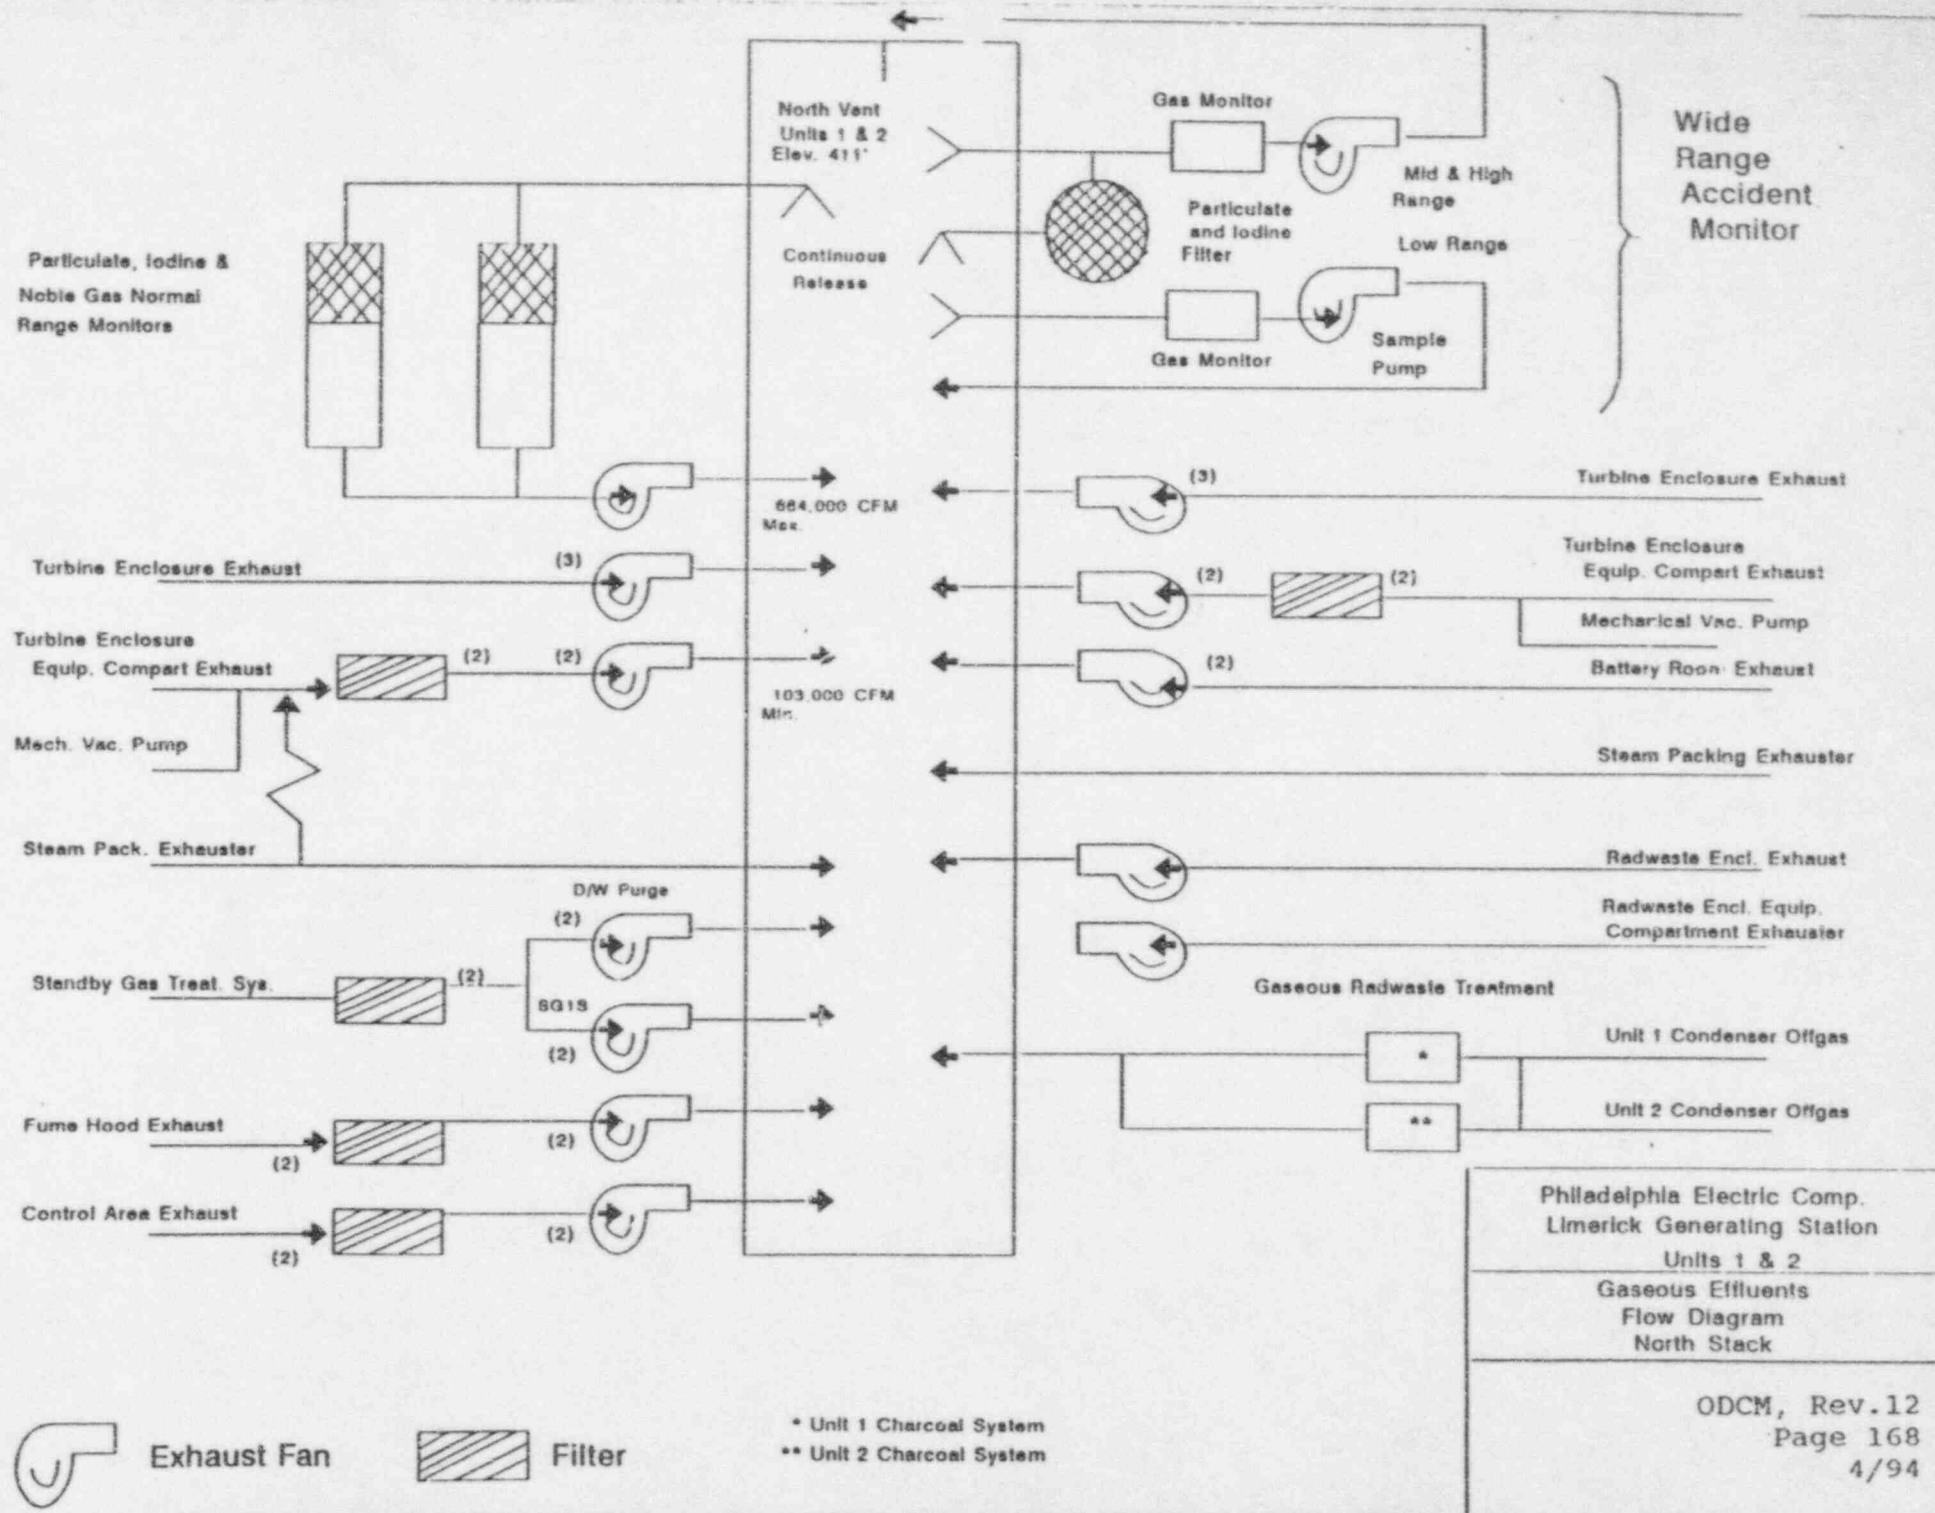 North Vent
Units 1 & 2
Elev. 411'
Gas Monitor
Mid & High
Range
Particulate
and Iodine
Filter
Low Range
Wide
Range
Accident
Monitor
Particulate, Iodine &
Noble Gas Normal
Range Monitors
Continuous
Release
Gas Monitor
Sample
Pump
664,000 CFM
Max.
(3)
Turbine Enclosure Exhaust
Turbine Enclosure Exhaust
(3)
(2)
(2)
Turbine Enclosure
Equip. Compart Exhaust
Mechanical Vac. Pump
Turbine Enclosure
Equip. Compart Exhaust
(2)
(2)
103,000 CFM
Min.
(2)
Battery Room Exhaust
Mech. Vac. Pump
Steam Packing Exhauster
Steam Pack. Exhauster
Radwaste Encl. Exhaust
D/W Purge
(2)
Radwaste Encl. Equip.
Compartment Exhauster
Standby Gas Treat. Sys.
(2)
SGTS
(2)
Gaseous Radwaste Treatment
*
Unit 1 Condenser Offgas
**
Unit 2 Condenser Offgas
Fume Hood Exhaust
(2)
(2)
Control Area Exhaust
(2)
(2)
Philadelphia Electric Comp.
Limerick Generating Station
Units 1 & 2
Gaseous Effluents
Flow Diagram
North Stack
Exhaust Fan
Filter
* Unit 1 Charcoal System
** Unit 2 Charcoal System
ODCM, Rev.12
Page 168
4/94